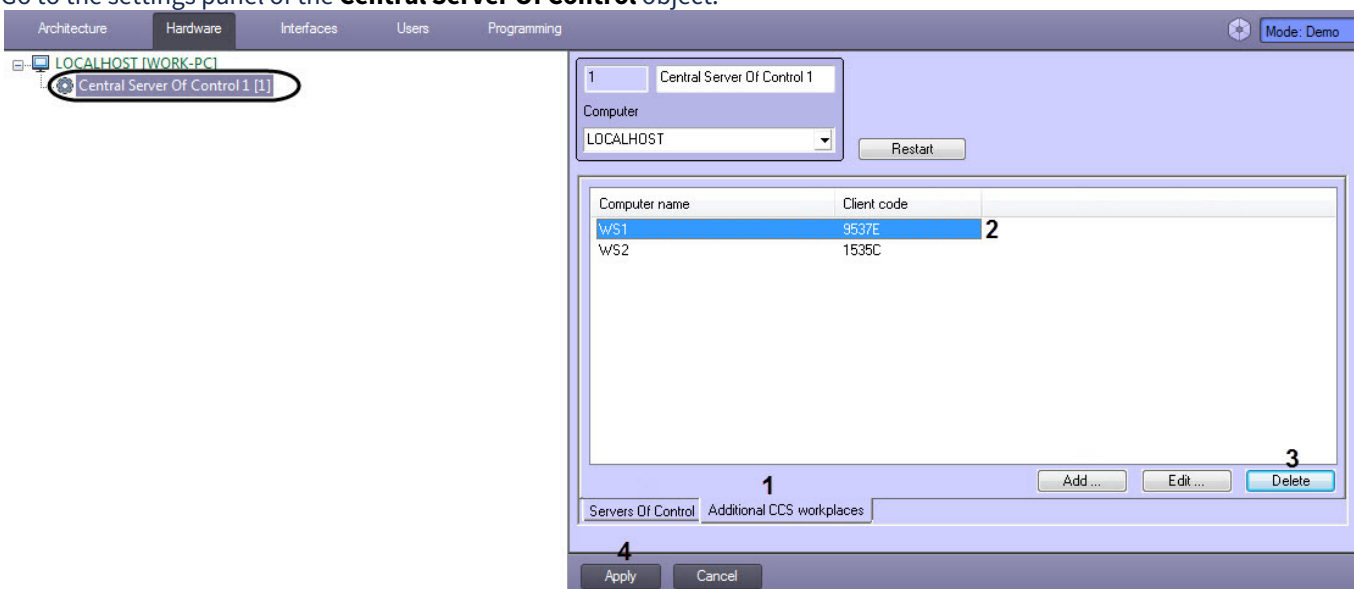 Go to the settings panel of the Central Server Of Control object.
Architecture Hardware Interfaces Users Programming Mode: Demo
LOCALHOST [WORK-PC]
Central Server Of Control 1 [1]
1 Central Server Of Control 1
Computer
LOCALHOST
Restart
Computer name Client code
WS1 9537E 2
WS2 1535C
3
Add ... Edit ... Delete
1
Servers Of Control Additional CCS workplaces
4
Apply Cancel